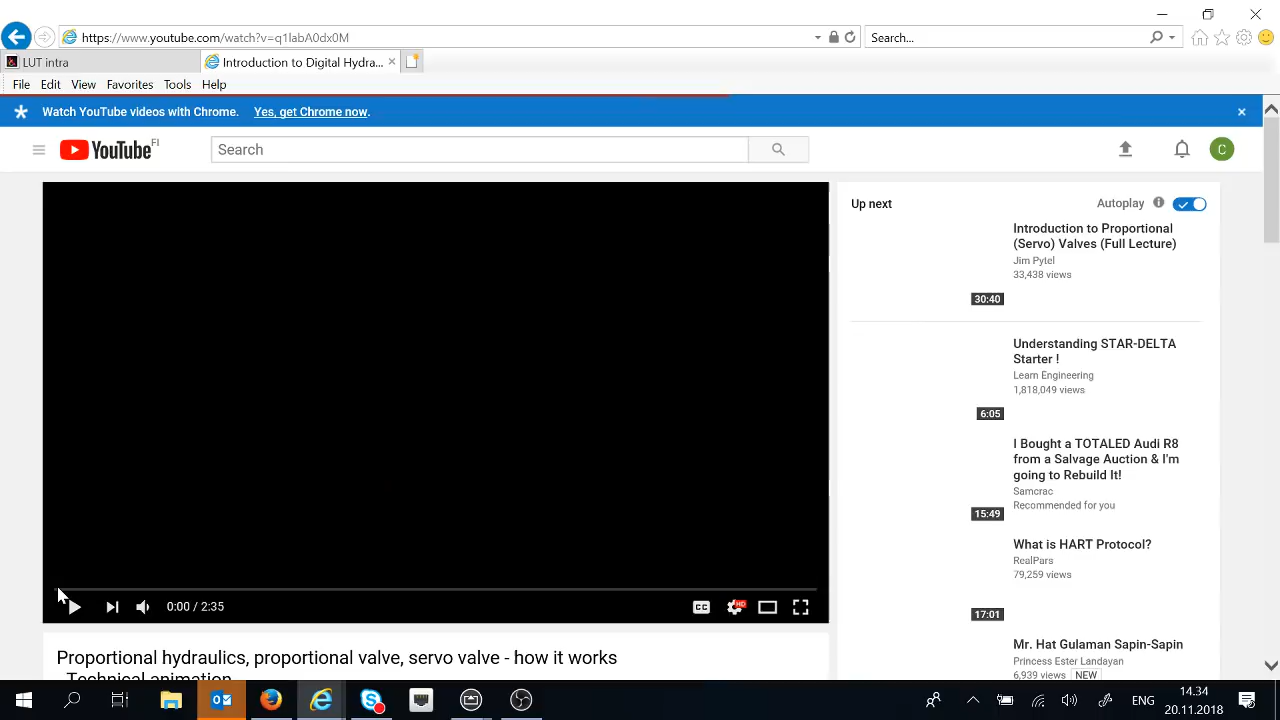 https://www.youtube.com/watch?v=q1labA0dx0M
Search...
LUT intra
Introduction to Digital Hydra...
File Edit View Favorites Tools Help
Watch YouTube videos with Chrome. Yes, get Chrome now.
YouTube FI
Search
C
Up next
Autoplay
Introduction to Proportional
(Servo) Valves (Full Lecture)
Jim Pytel
33,438 views
30:40
Understanding STAR-DELTA
Starter !
Learn Engineering
1,818,049 views
6:05
I Bought a TOTALED Audi R8
from a Salvage Auction & I'm
going to Rebuild It!
Samcrac
Recommended for you
15:49
What is HART Protocol?
RealPars
79,259 views
17:01
Mr. Hat Gulaman Sapin-Sapin
Princess Ester Landayan
6,939 views NEW
0:00 / 2:35
CC
HD
Proportional hydraulics, proportional valve, servo valve - how it works
- Technical animation
ENG
14.34
20.11.2018